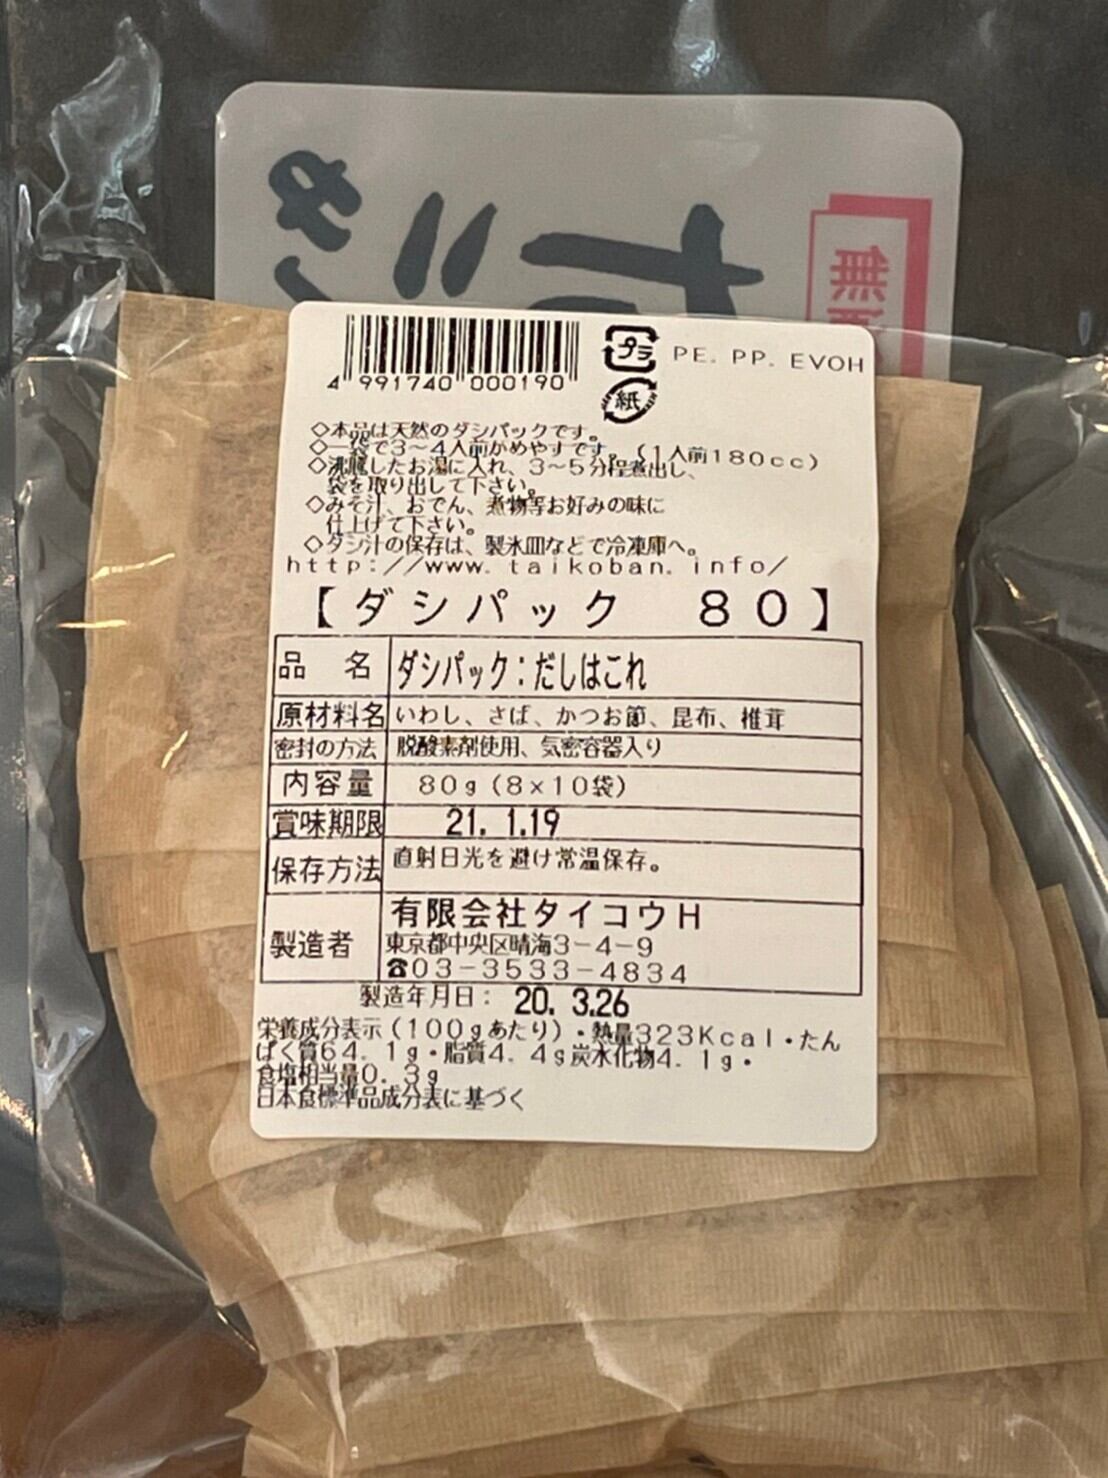 無
4 991740 000190
プラ PE. PP. EVOH
紙
◇本品は天然のダシパックです。
◇一袋で3～4人前がめやすです。(1人前180cc)
◇沸騰したお湯に入れ、3～5分程煮出し、
袋を取り出して下さい。
◇みそ汁、おでん、煮物等お好みの味に
仕上げて下さい。
◇ダシ汁の保存は、製氷皿などで冷凍庫へ。
http://www.taikoban.info/
【ダシパック 80】
品 名 ダシパック:だしはこれ
原材料名 いわし、さば、かつお節、昆布、椎茸
密封の方法 脱酸素剤使用、気密容器入り
内容量 80g(8×10袋)
賞味期限 21. 1.19
保存方法 直射日光を避け常温保存。
製造者 有限会社タイコウH
東京都中央区晴海3-4-9
☎03-3533-4834
製造年月日: 20. 3.26
栄養成分表示(100gあたり)・熱量323Kcal・たん
ぱく質64.1g・脂質4.4g炭水化物4.1g・
食塩相当量0.3g
日本食標準品成分表に基づく